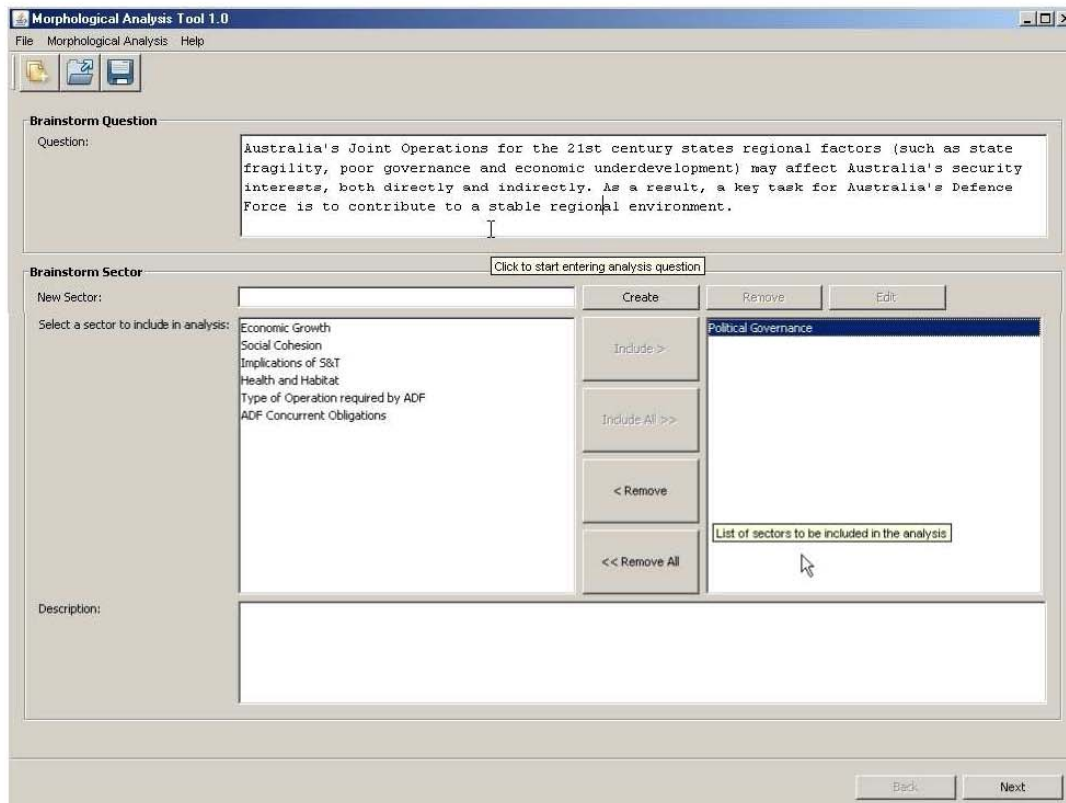 Morphological Analysis Tool 1.0
File Morphological Analysis Help
Brainstorm Question
Question:
Australia's Joint Operations for the 21st century states regional factors (such as state
fragility, poor governance and economic underdevelopment) may affect Australia's security
interests, both directly and indirectly. As a result, a key task for Australia's Defence
Force is to contribute to a stable regional environment.
Click to start entering analysis question
Brainstorm Sector
New Sector:
Create
Remove
Edit
Select a sector to include in analysis:
Economic Growth
Social Cohesion
Implications of S&T
Health and Habitat
Type of Operation required by ADF
ADF Concurrent Obligations
Include >
Include All >>
< Remove
<< Remove All
Political Governance
List of sectors to be included in the analysis
Description:
Back
Next